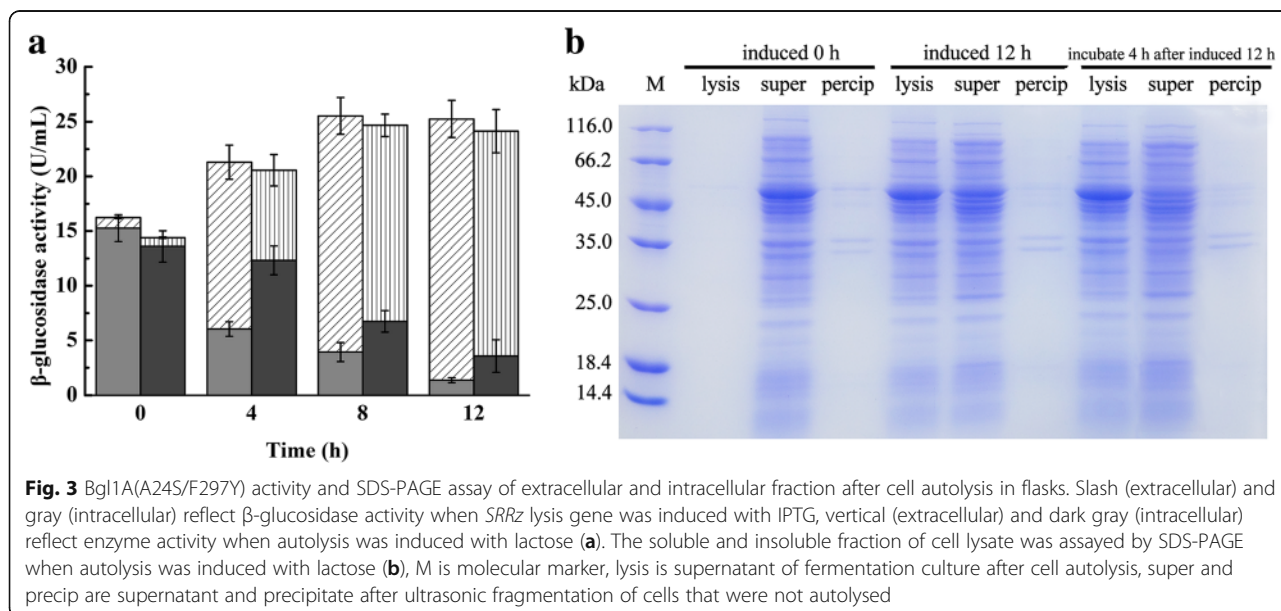 a
30
25
20
15
10
5
0
β-glucosidase activity (U/mL)
0 4 8 12
Time (h)
b
induced 0 h induced 12 h incubate 4 h after induced 12 h
kDa M lysis super percip lysis super percip lysis super percip
116.0
66.2
45.0
35.0
25.0
18.4
14.4
Fig. 3 Bgl1A(A24S/F297Y) activity and SDS-PAGE assay of extracellular and intracellular fraction after cell autolysis in flasks. Slash (extracellular) and
gray (intracellular) reflect β-glucosidase activity when SRRz lysis gene was induced with IPTG, vertical (extracellular) and dark gray (intracellular)
reflect enzyme activity when autolysis was induced with lactose (a). The soluble and insoluble fraction of cell lysate was assayed by SDS-PAGE
when autolysis was induced with lactose (b), M is molecular marker, lysis is supernatant of fermentation culture after cell autolysis, super and
precip are supernatant and precipitate after ultrasonic fragmentation of cells that were not autolysed